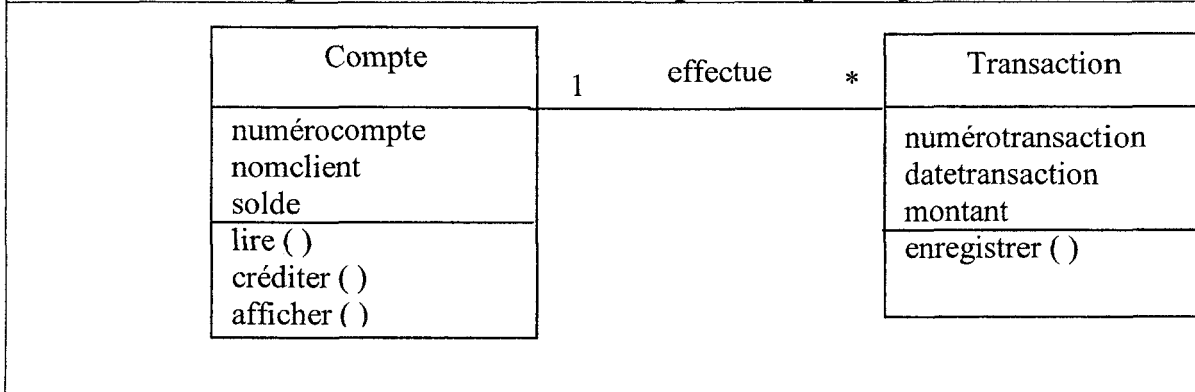 Compte
numérocompte
nomclient
solde
lire ( )
créditer ( )
afficher ( )
1 effectue *
Transaction
numérotransaction
datetransaction
montant
enregistrer ( )